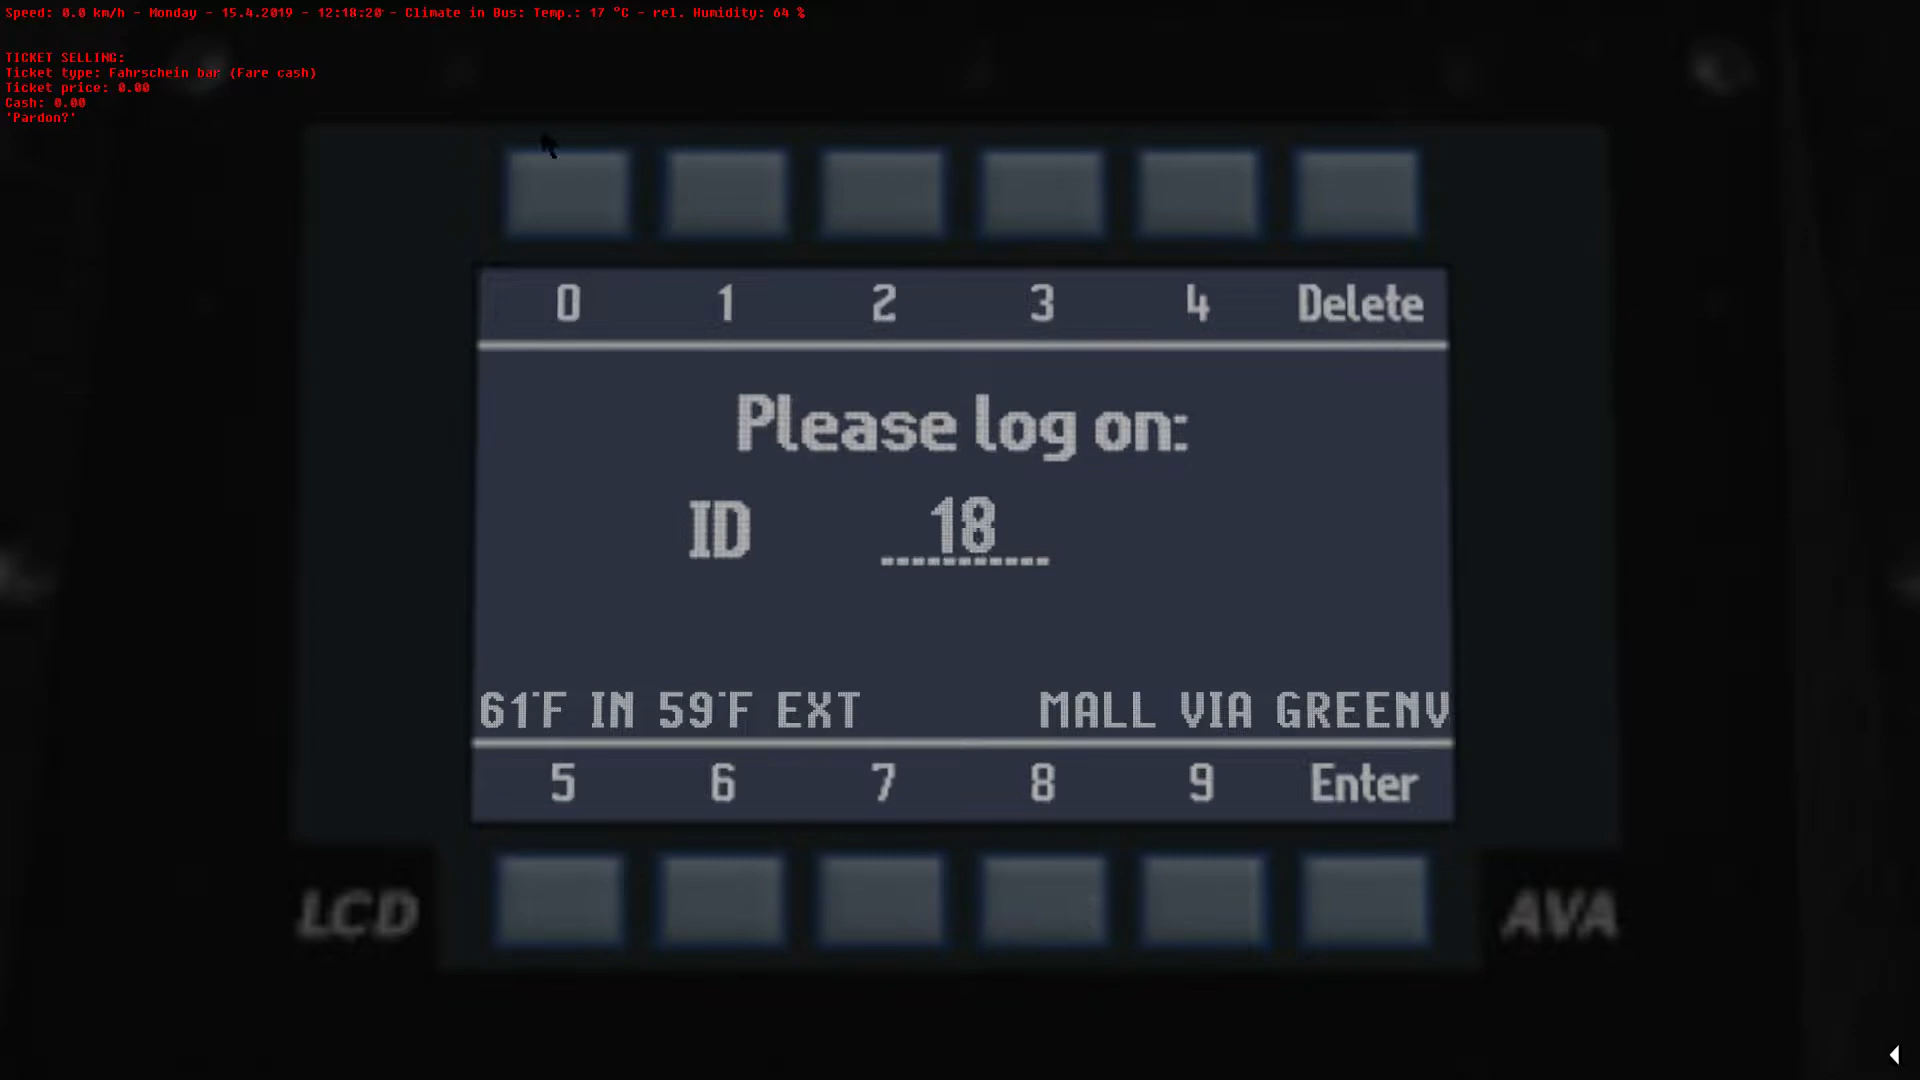 Speed: 0.0 km/h - Monday - 15.4.2019 - 12:18:20 - Climate in Bus: Temp.: 17 °C - rel. Humidity: 64 %
TICKET SELLING:
Ticket type: Fahrschein bar (Fare cash)
Ticket price: 0.00
Cash: 0.00
'Pardon?'
0 1 2 3 4 Delete
Please log on:
ID 18
61°F IN 59°F EXT MALL VIA GREENV
5 6 7 8 9 Enter
LCD AVA